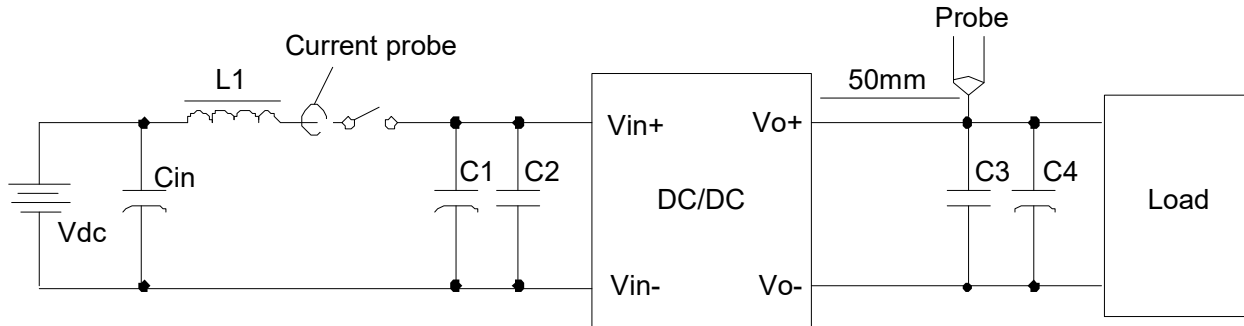 Probe
Current probe
L1
50mm
Vin+
Vo+
Cin
C1
C2
C3
C4
DC/DC
Load
Vdc
Vin-
Vo-